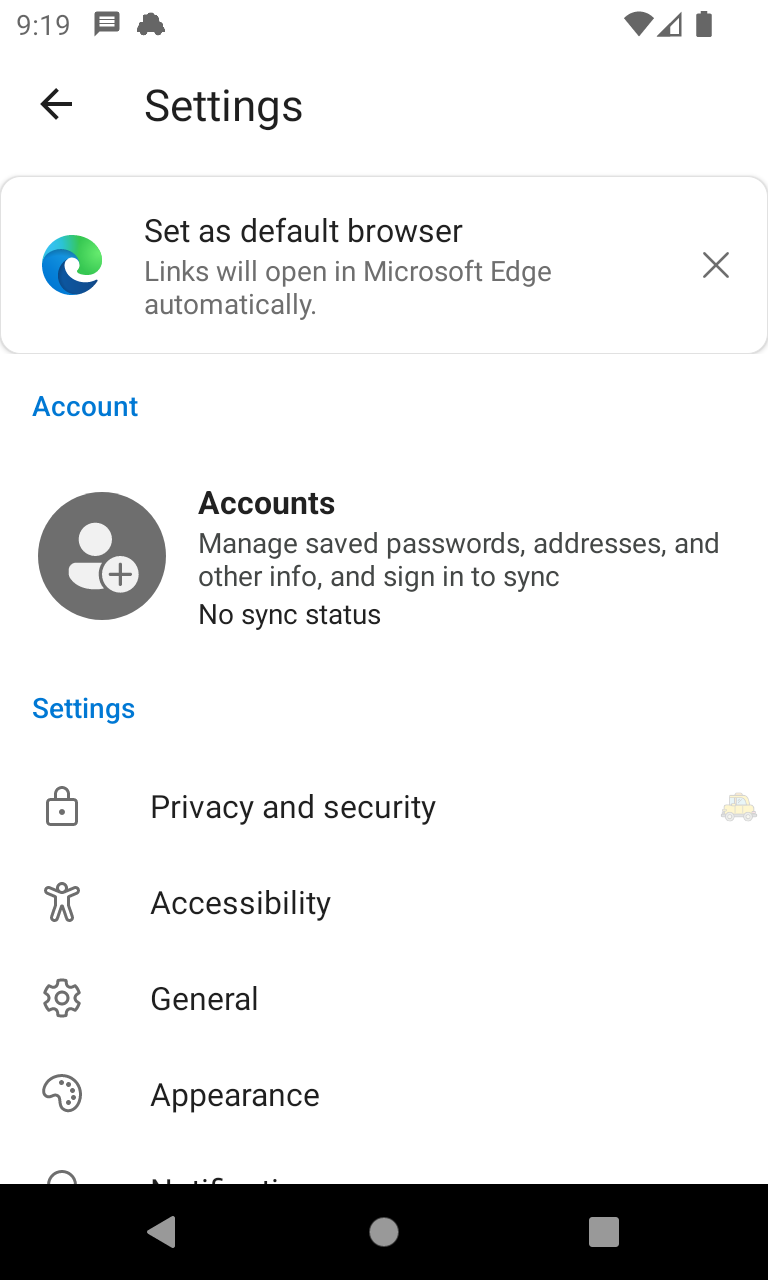 9:19
Settings
Set as default browser
Links will open in Microsoft Edge
automatically.
Account
Accounts
Manage saved passwords, addresses, and
other info, and sign in to sync
No sync status
Settings
Privacy and security
Accessibility
General
Appearance